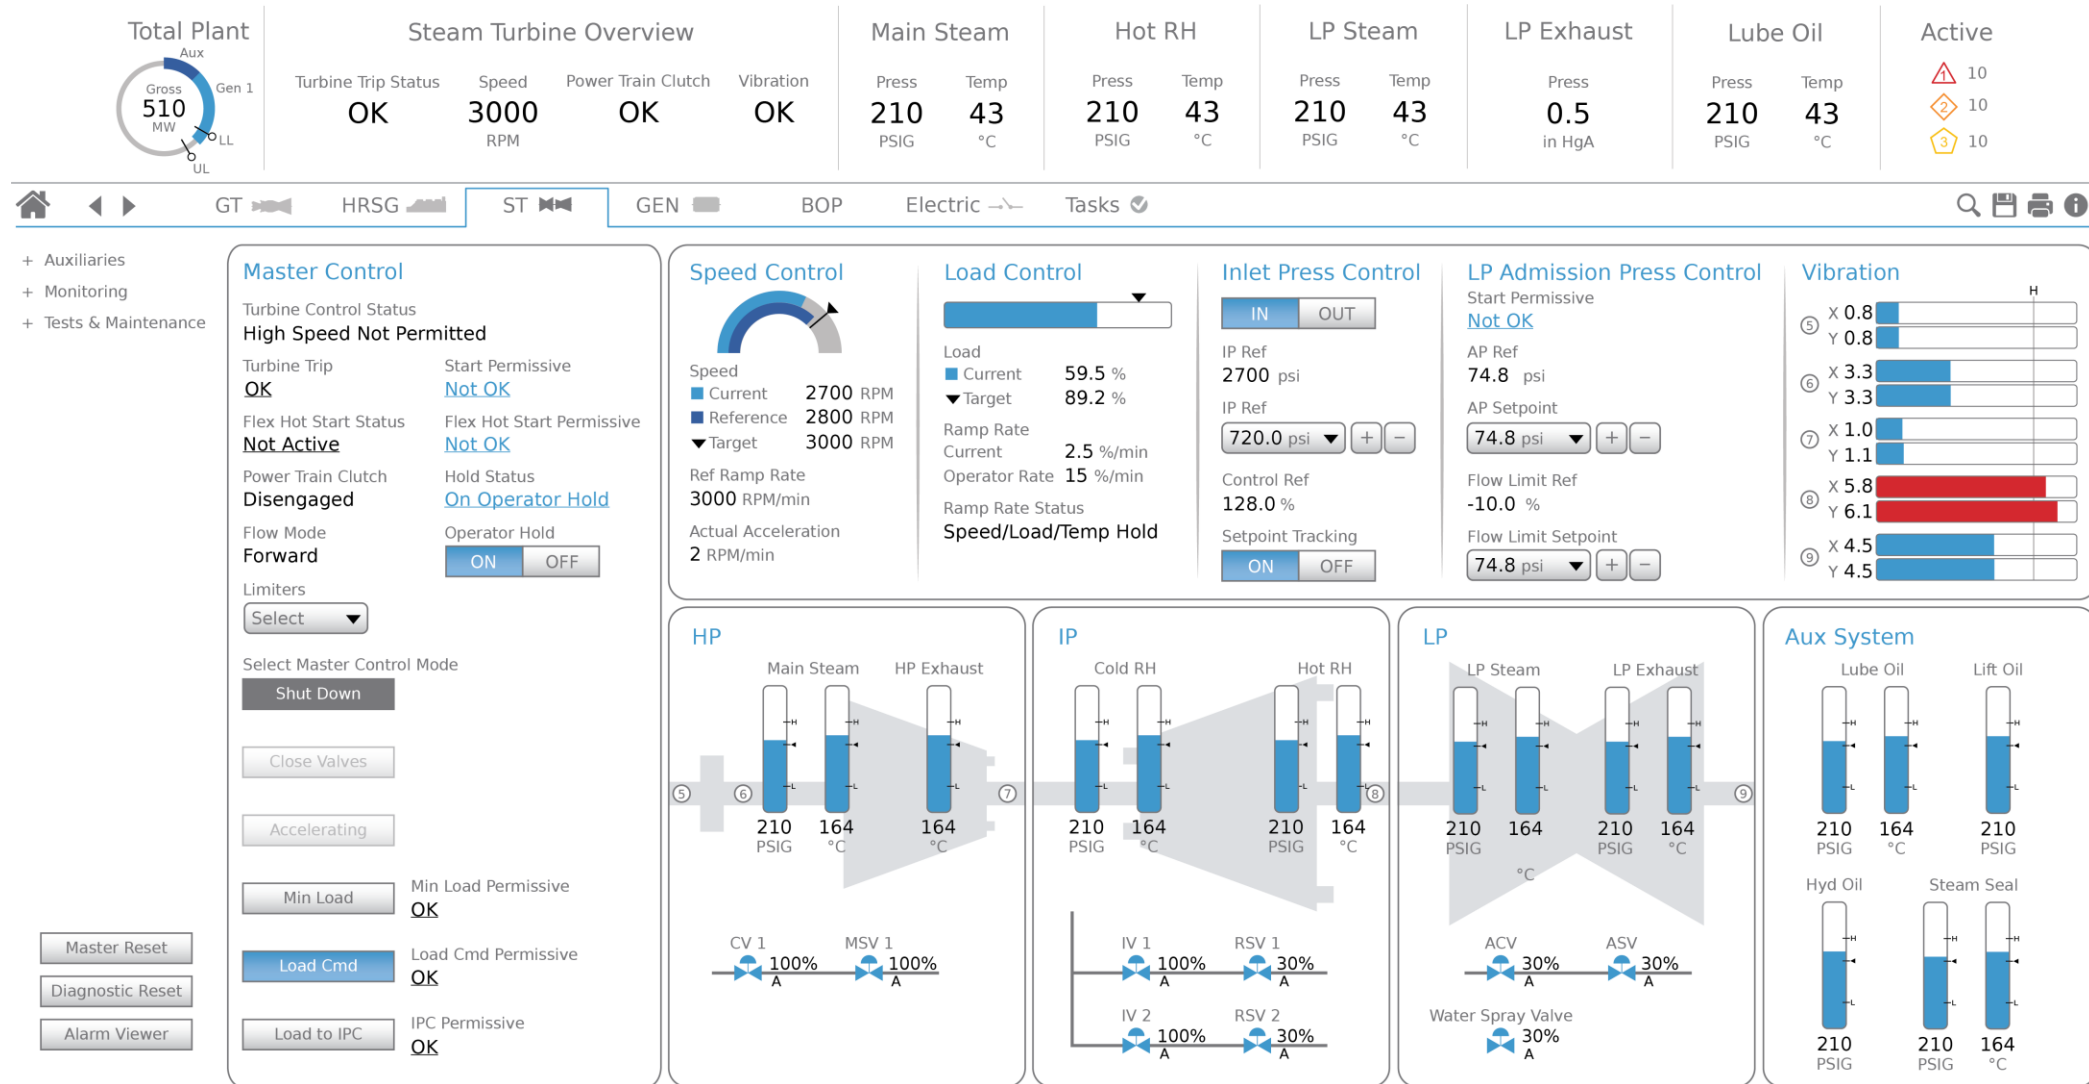 Total Plant
Aux
Gen 1
Gross
510
MW
LL
UL
Steam Turbine Overview
Turbine Trip Status Speed Power Train Clutch Vibration
OK 3000 OK OK
RPM
Main Steam
Press Temp
210 43
PSIG °C
Hot RH
Press Temp
210 43
PSIG °C
LP Steam
Press Temp
210 43
PSIG °C
LP Exhaust
Press
0.5
in HgA
Lube Oil
Press Temp
210 43
PSIG °C
Active
1 10
2 10
3 10
GT HRSG ST GEN BOP Electric Tasks
+ Auxiliaries
+ Monitoring
+ Tests & Maintenance
Master Reset
Diagnostic Reset
Alarm Viewer
Master Control
Turbine Control Status
High Speed Not Permitted
Turbine Trip Start Permissive
OK Not OK
Flex Hot Start Status Flex Hot Start Permissive
Not Active Not OK
Power Train Clutch Hold Status
Disengaged On Operator Hold
Flow Mode Operator Hold
Forward ON OFF
Limiters
Select
Select Master Control Mode
Shut Down
Close Valves
Accelerating
Min Load Min Load Permissive
OK
Load Cmd Load Cmd Permissive
OK
Load to IPC IPC Permissive
OK
Speed Control
Speed
Current 2700 RPM
Reference 2800 RPM
Target 3000 RPM
Ref Ramp Rate
3000 RPM/min
Actual Acceleration
2 RPM/min
Load Control
Load
Current 59.5 %
Target 89.2 %
Ramp Rate
Current 2.5 %/min
Operator Rate 15 %/min
Ramp Rate Status
Speed/Load/Temp Hold
Inlet Press Control
IN OUT
IP Ref
2700 psi
IP Ref
720.0 psi + −
Control Ref
128.0 %
Setpoint Tracking
ON OFF
LP Admission Press Control
Start Permissive
Not OK
AP Ref
74.8 psi
AP Setpoint
74.8 psi + −
Flow Limit Ref
-10.0 %
Flow Limit Setpoint
74.8 psi + −
Vibration
H
5 X 0.8
Y 0.8
6 X 3.3
Y 3.3
7 X 1.0
Y 1.1
8 X 5.8
Y 6.1
9 X 4.5
Y 4.5
HP
Main Steam HP Exhaust
H H H
L L L
5 6 7
210 164 164
PSIG °C °C
CV 1 MSV 1
100% 100%
A A
IP
Cold RH Hot RH
H H H H
L L L L
8
210 164 210 164
PSIG °C PSIG °C
IV 1 RSV 1
100% 30%
A A
IV 2 RSV 2
100% 30%
A A
LP
LP Steam LP Exhaust
H H H H
L L L L
9
210 164 210 164
PSIG PSIG °C
°C
ACV ASV
30% 30%
A A
Water Spray Valve
30%
A
Aux System
Lube Oil Lift Oil
H H H
L L L
210 164 210
PSIG °C PSIG
Hyd Oil Steam Seal
H H H
L L L
210 210 164
PSIG PSIG °C